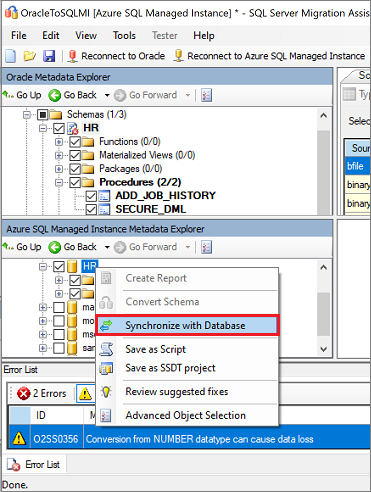 OracleToSQLMI [Azure SQL Managed Instance] * - SQL Server Migration Assis
File Edit View Tools Tester Help
Reconnect to Oracle Reconnect to Azure SQL Managed Instance
Oracle Metadata Explorer
Go Up Go Back Go Forward
Schemas (1/3)
HR
Functions (0/0)
Materialized Views (0/0)
Packages (0/0)
Procedures (2/2)
ADD_JOB_HISTORY
SECURE_DML
Sc
Ty
Selec
Sour
bfile
binary
binary
Azure SQL Managed Instance Metadata Explorer
Go Up Go Back Go Forward
HR
ma
mo
ms
sar
Create Report
Convert Schema
Synchronize with Database
Save as Script
Save as SSDT project
Review suggested fixes
Advanced Object Selection
Error List
2 Errors
ID M
O2SS0356 Conversion from NUMBER datatype can cause data loss
Error List
Done.